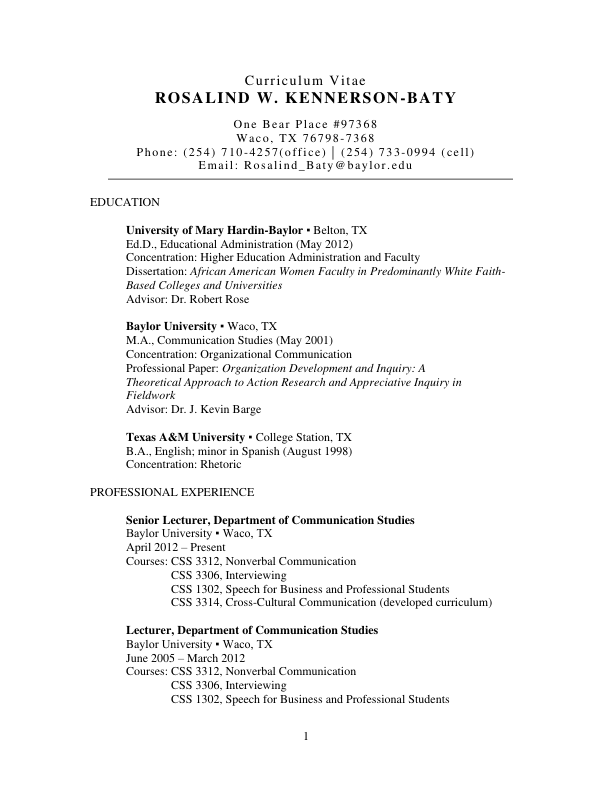 Curriculum Vitae
ROSALIND W. KENNERSON-BATY
One Bear Place #97368
Waco, TX 76798-7368
Phone: (254) 710-4257(office) | (254) 733-0994 (cell)
Email: Rosalind_Baty@baylor.edu
EDUCATION
University of Mary Hardin-Baylor ▪ Belton, TX
Ed.D., Educational Administration (May 2012)
Concentration: Higher Education Administration and Faculty
Dissertation: African American Women Faculty in Predominantly White Faith-
Based Colleges and Universities
Advisor: Dr. Robert Rose
Baylor University ▪ Waco, TX
M.A., Communication Studies (May 2001)
Concentration: Organizational Communication
Professional Paper: Organization Development and Inquiry: A
Theoretical Approach to Action Research and Appreciative Inquiry in
Fieldwork
Advisor: Dr. J. Kevin Barge
Texas A&M University ▪ College Station, TX
B.A., English; minor in Spanish (August 1998)
Concentration: Rhetoric
PROFESSIONAL EXPERIENCE
Senior Lecturer, Department of Communication Studies
Baylor University ▪ Waco, TX
April 2012 – Present
Courses: CSS 3312, Nonverbal Communication
CSS 3306, Interviewing
CSS 1302, Speech for Business and Professional Students
CSS 3314, Cross-Cultural Communication (developed curriculum)
Lecturer, Department of Communication Studies
Baylor University ▪ Waco, TX
June 2005 – March 2012
Courses: CSS 3312, Nonverbal Communication
CSS 3306, Interviewing
CSS 1302, Speech for Business and Professional Students
1